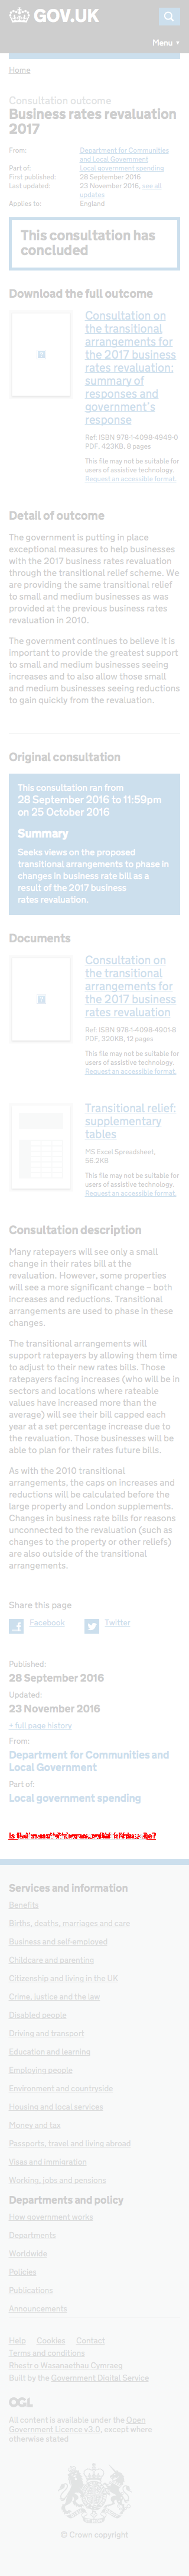 GOV.UK
Menu
Home
Consultation outcome
Business rates revaluation
2017
From:
Department for Communities
and Local Government
Part of:
Local government spending
First published:
28 September 2016
Last updated:
23 November 2016, see all
updates
Applies to:
England
This consultation has
concluded
Download the full outcome
Consultation on
the transitional
arrangements for
the 2017 business
rates revaluation:
summary of
responses and
government's
response
Ref: ISBN 978-1-4098-4949-0
PDF, 423KB, 8 pages
This file may not be suitable for
users of assistive technology.
Request an accessible format.
Detail of outcome
The government is putting in place
exceptional measures to help businesses
with the 2017 business rates revaluation
through the transitional relief scheme. We
are providing the same transitional relief
to small and medium businesses as was
provided at the previous business rates
revaluation in 2010.
The government continues to believe it is
important to provide the greatest support
to small and medium businesses seeing
increases and to also allow those small
and medium businesses seeing reductions
to gain quickly from the revaluation.
Original consultation
This consultation ran from
28 September 2016 to 11:59pm
on 25 October 2016
Summary
Seeks views on the proposed
transitional arrangements to phase in
changes in business rate bill as a
result of the 2017 business
rates revaluation.
Documents
Consultation on
the transitional
arrangements for
the 2017 business
rates revaluation
Ref: ISBN 978-1-4098-4901-8
PDF, 320KB, 12 pages
This file may not be suitable for
users of assistive technology.
Request an accessible format.
Transitional relief:
supplementary
tables
MS Excel Spreadsheet,
56.2KB
This file may not be suitable for
users of assistive technology.
Request an accessible format.
Consultation description
Many ratepayers will see only a small
change in their rates bill at the
revaluation. However, some properties
will see a more significant change – both
increases and reductions. Transitional
arrangements are used to phase in these
changes.
The transitional arrangements will
support ratepayers by allowing them time
to adjust to their new rates bills. Those
ratepayers facing increases (who will be in
sectors and locations where rateable
values have increased more than the
average) will see their bill capped each
year at a set percentage increase due to
the revaluation. Those businesses will be
able to plan for their rates future bills.
As with the 2010 transitional
arrangements, the caps on increases and
reductions will be calculated before the
large property and London supplements.
Changes in rates bills for reasons
unconnected to the revaluation (such as
changes to the property or other reliefs)
are also outside of the transitional
arrangements.
Share this page
Facebook
Twitter
Published:
28 September 2016
Updated:
23 November 2016
+ full page history
From:
Department for Communities and
Local Government
Part of:
Local government spending
Services and information
Benefits
Births, deaths, marriages and care
Business and self-employed
Childcare and parenting
Citizenship and living in the UK
Crime, justice and the law
Disabled people
Driving and transport
Education and learning
Employing people
Environment and countryside
Housing and local services
Money and tax
Passports, travel and living abroad
Visas and immigration
Working, jobs and pensions
Departments and policy
How government works
Departments
Worldwide
Policies
Publications
Announcements
Help Cookies Contact
Terms and conditions
Rhestr o Wasanaethau Cymraeg
Built by the Government Digital Service
OGL
All content is available under the Open
Government Licence v3.0, except where
otherwise stated
© Crown copyright